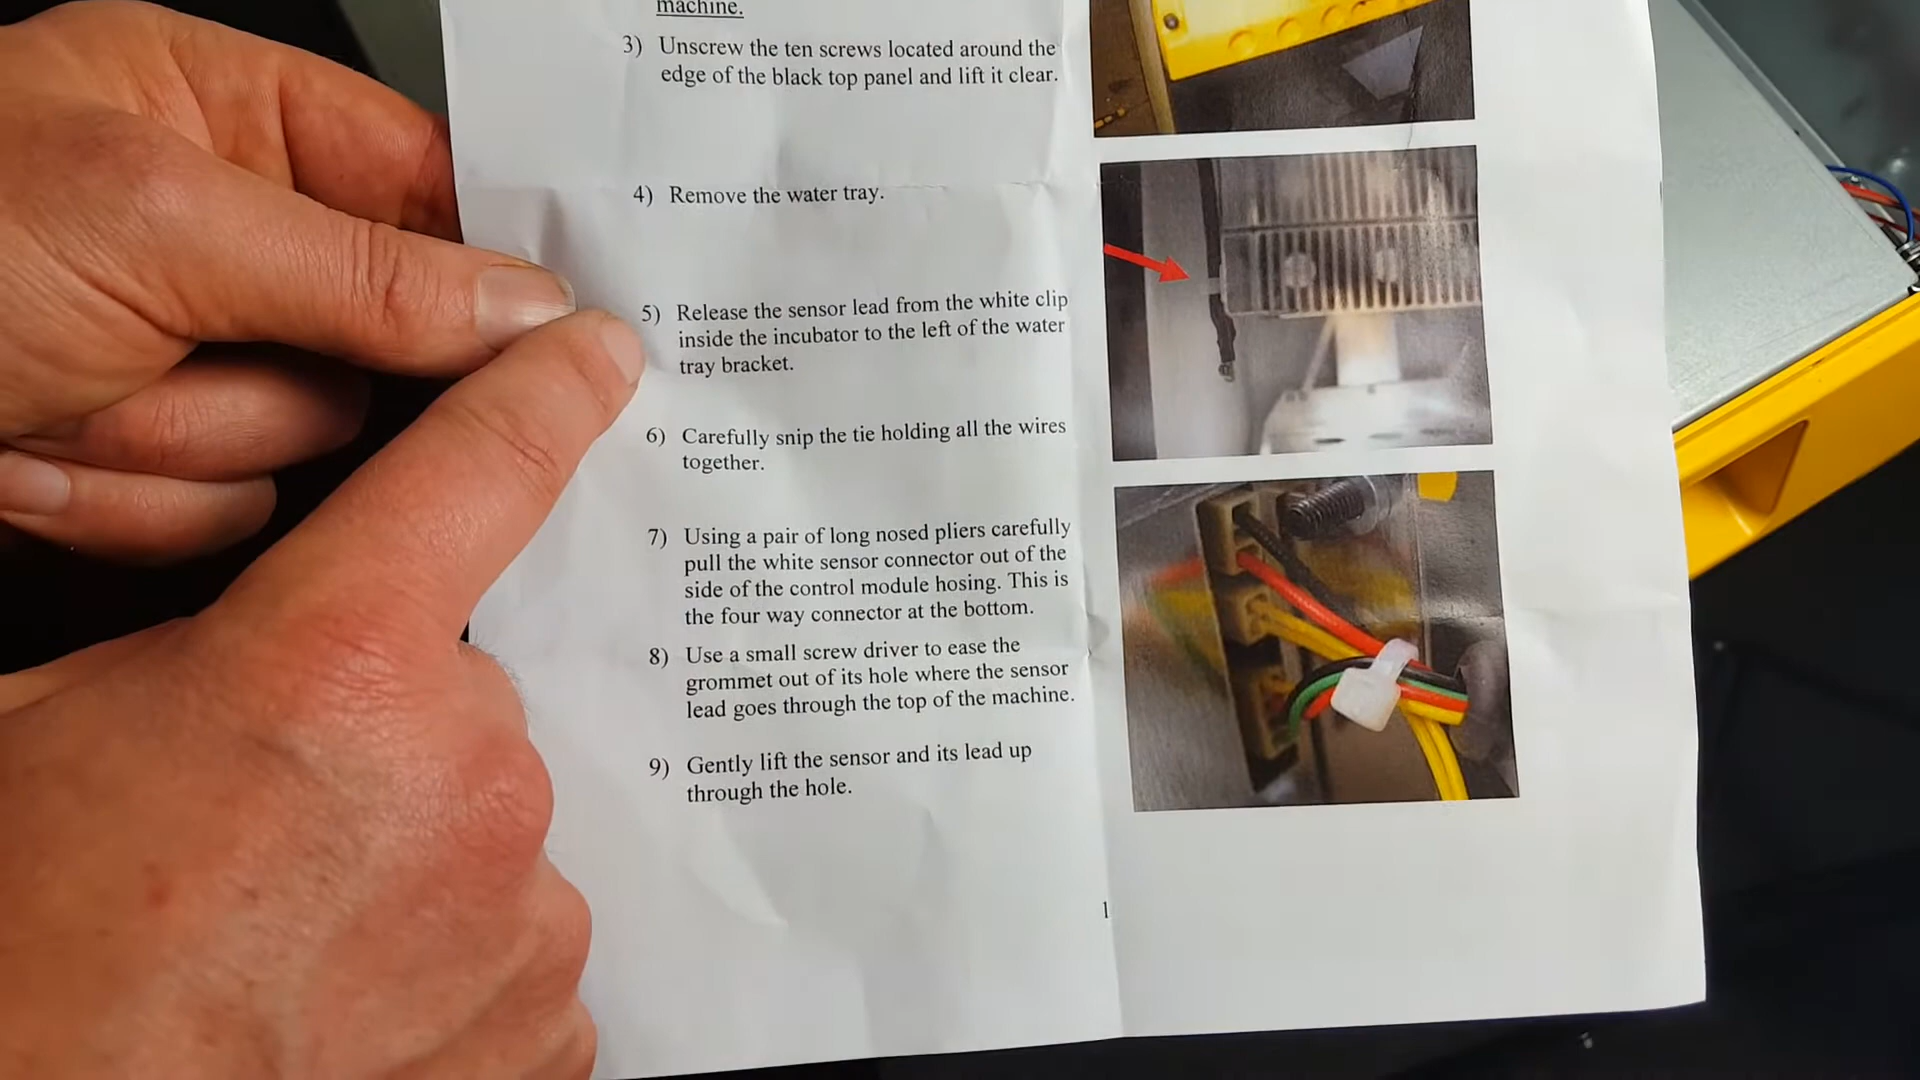 machine.
3) Unscrew the ten screws located around the
edge of the black top panel and lift it clear.
4) Remove the water tray.
5) Release the sensor lead from the white clip
inside the incubator to the left of the water
tray bracket.
6) Carefully snip the tie holding all the wires
together.
7) Using a pair of long nosed pliers carefully
pull the white sensor connector out of the
side of the control module hosing. This is
the four way connector at the bottom.
8) Use a small screw driver to ease the
grommet out of its hole where the sensor
lead goes through the top of the machine.
9) Gently lift the sensor and its lead up
through the hole.
1